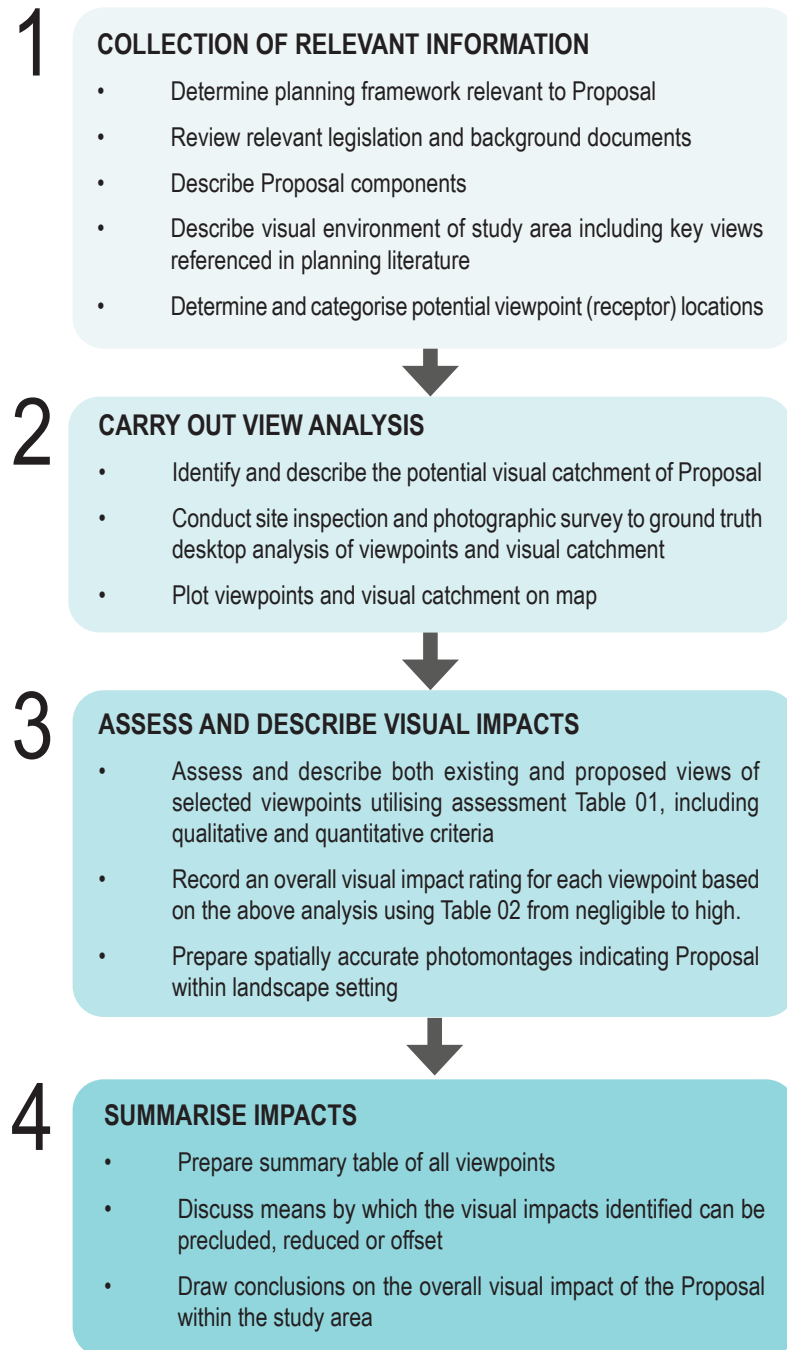 1
COLLECTION OF RELEVANT INFORMATION
• Determine planning framework relevant to Proposal
• Review relevant legislation and background documents
• Describe Proposal components
• Describe visual environment of study area including key views
referenced in planning literature
• Determine and categorise potential viewpoint (receptor) locations
2
CARRY OUT VIEW ANALYSIS
• Identify and describe the potential visual catchment of Proposal
• Conduct site inspection and photographic survey to ground truth
desktop analysis of viewpoints and visual catchment
• Plot viewpoints and visual catchment on map
3
ASSESS AND DESCRIBE VISUAL IMPACTS
• Assess and describe both existing and proposed views of
selected viewpoints utilising assessment Table 01, including
qualitative and quantitative criteria
• Record an overall visual impact rating for each viewpoint based
on the above analysis using Table 02 from negligible to high.
• Prepare spatially accurate photomontages indicating Proposal
within landscape setting
4
SUMMARISE IMPACTS
• Prepare summary table of all viewpoints
• Discuss means by which the visual impacts identified can be
precluded, reduced or offset
• Draw conclusions on the overall visual impact of the Proposal
within the study area